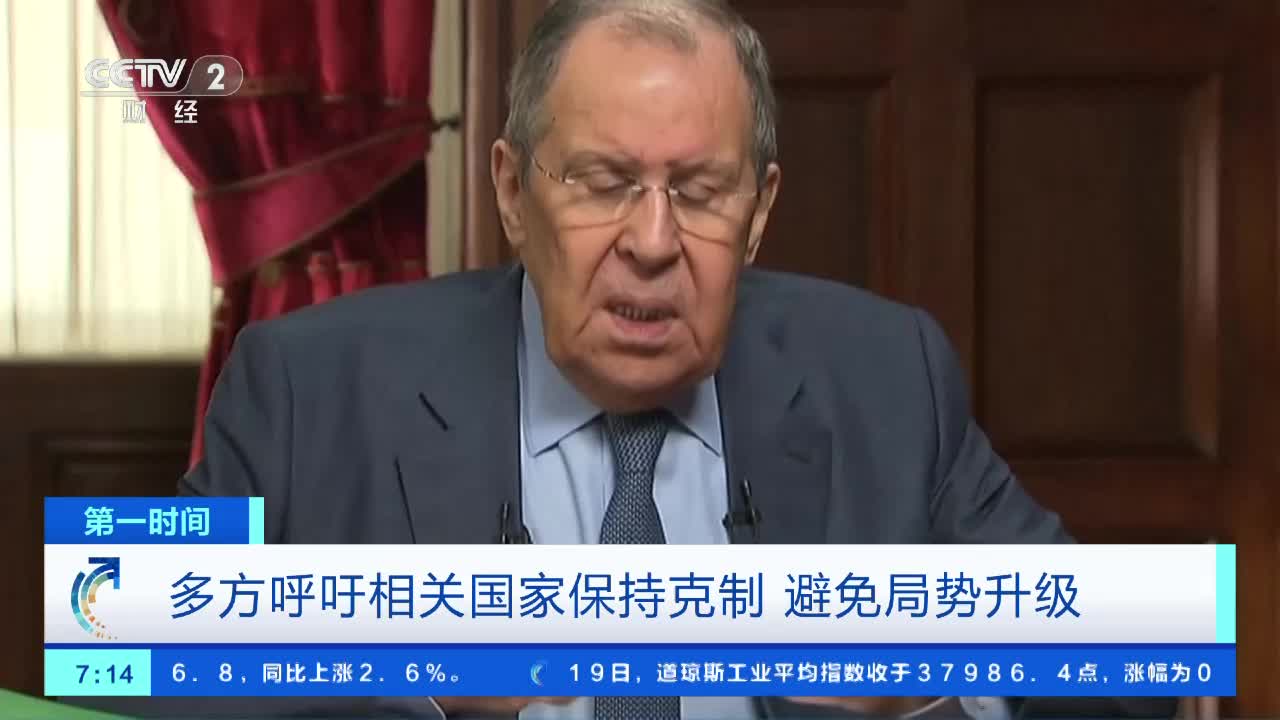 CCTV 2
财经
第一时间
多方呼吁相关国家保持克制 避免局势升级
7:14
6.8,同比上涨2.6%。 19日,道琼斯工业平均指数收于37986.4点,涨幅为0